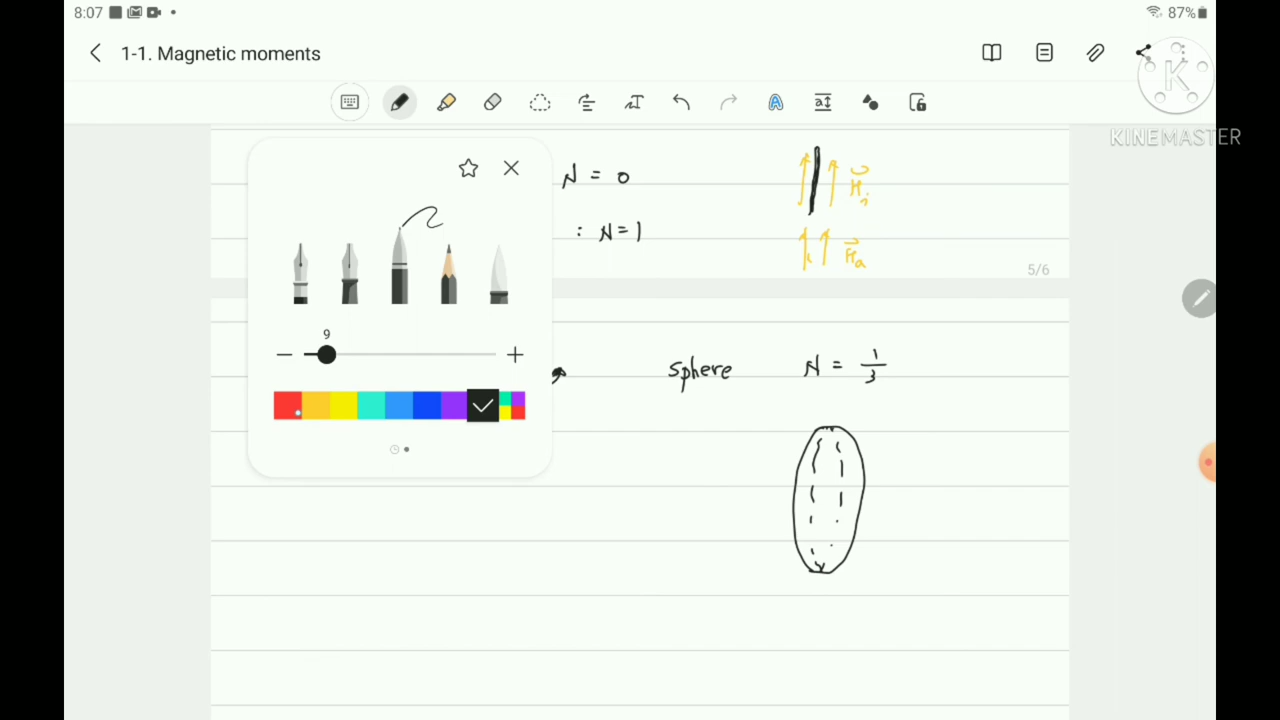 8:07
87%
1-1. Magnetic moments
KINEMASTER
N = 0
H⃗i
: N = 1
H⃗a
5/6
9
sphere N = 1/3